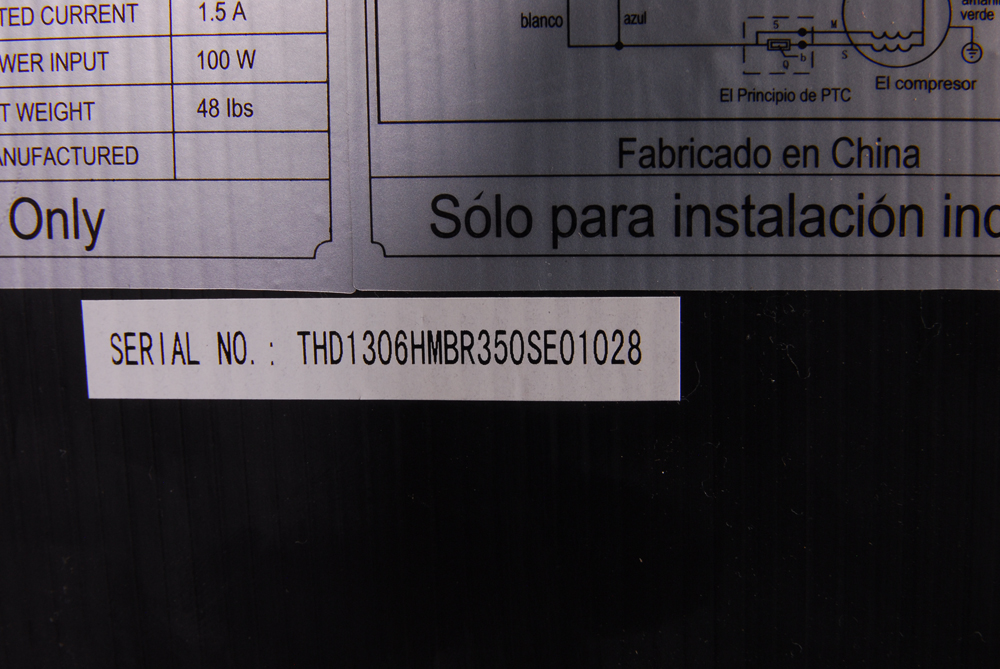 TED CURRENT 1.5 A
WER INPUT 100 W
T WEIGHT 48 lbs
ANUFACTURED
Only
blanco
azul
verde
S
M
S
Q
b
El Principio de PTC
El compresor
Fabricado en China
Sólo para instalación
SERIAL NO.: THD1306HMBR350SE01028